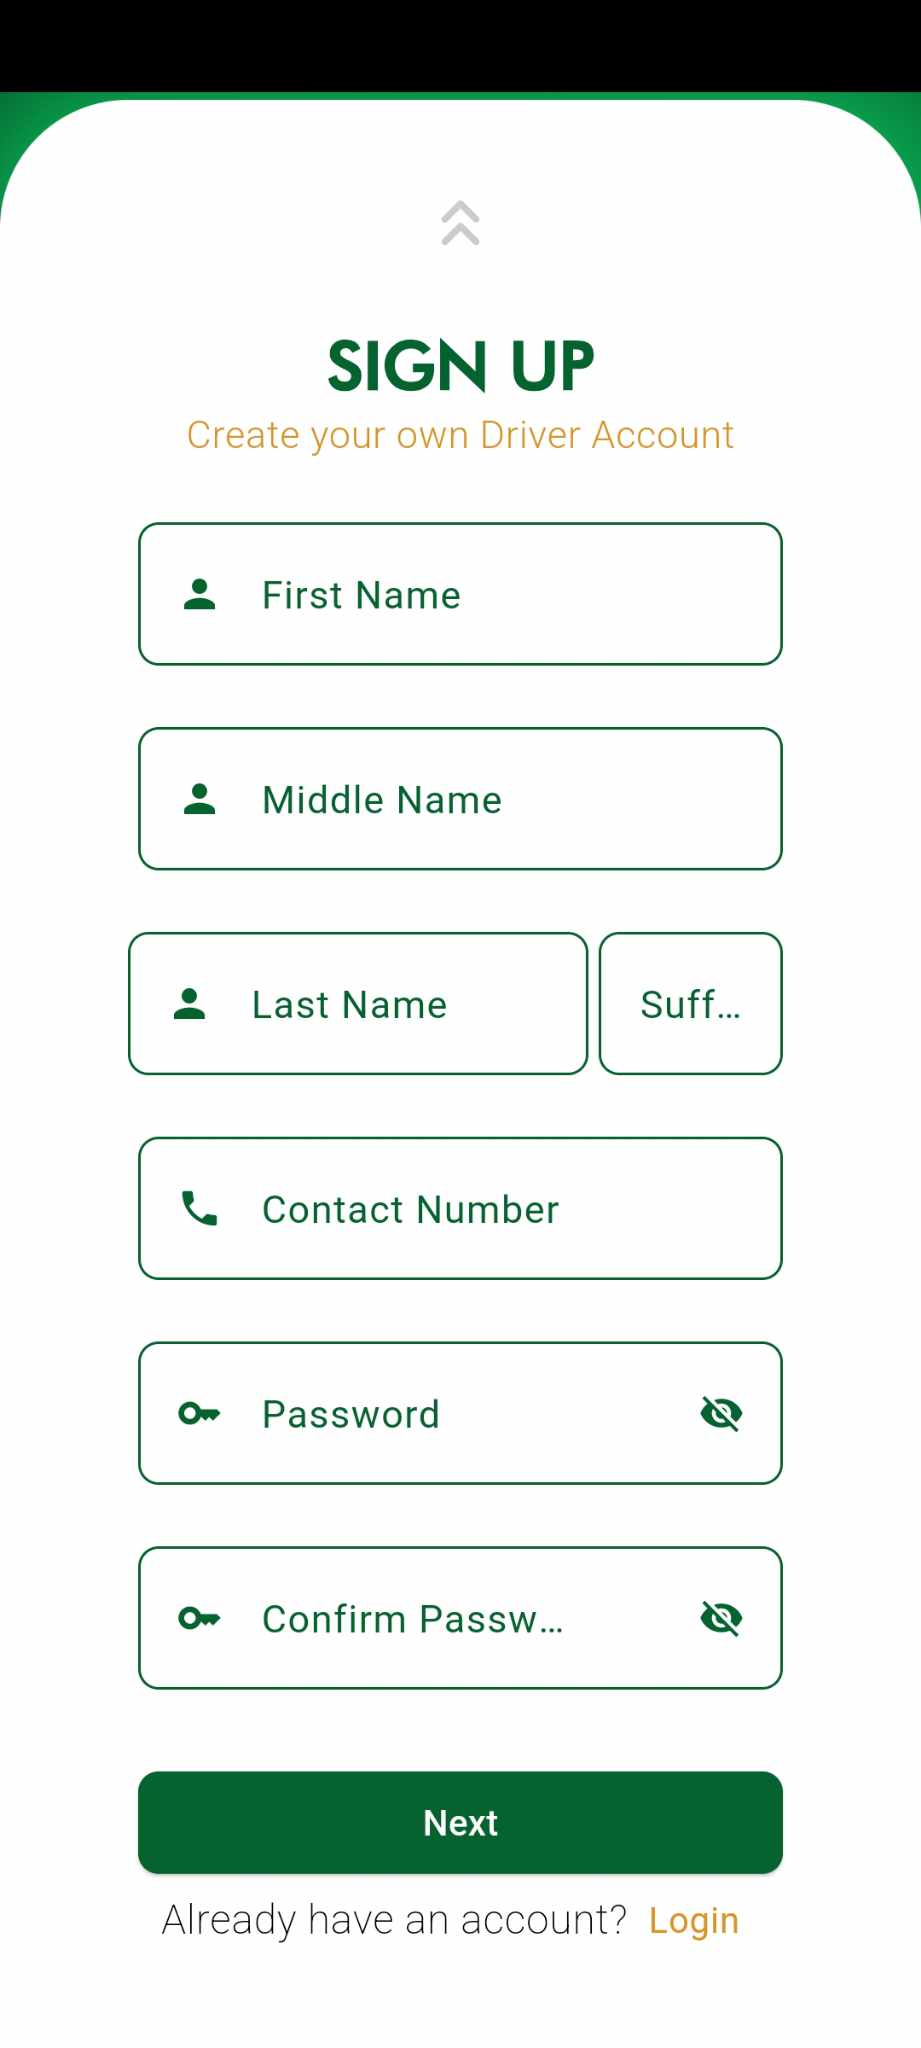 SIGN UP
Create your own Driver Account
First Name
Middle Name
Last Name
Suff...
Contact Number
Password
Confirm Passw...
Next
Already have an account? Login